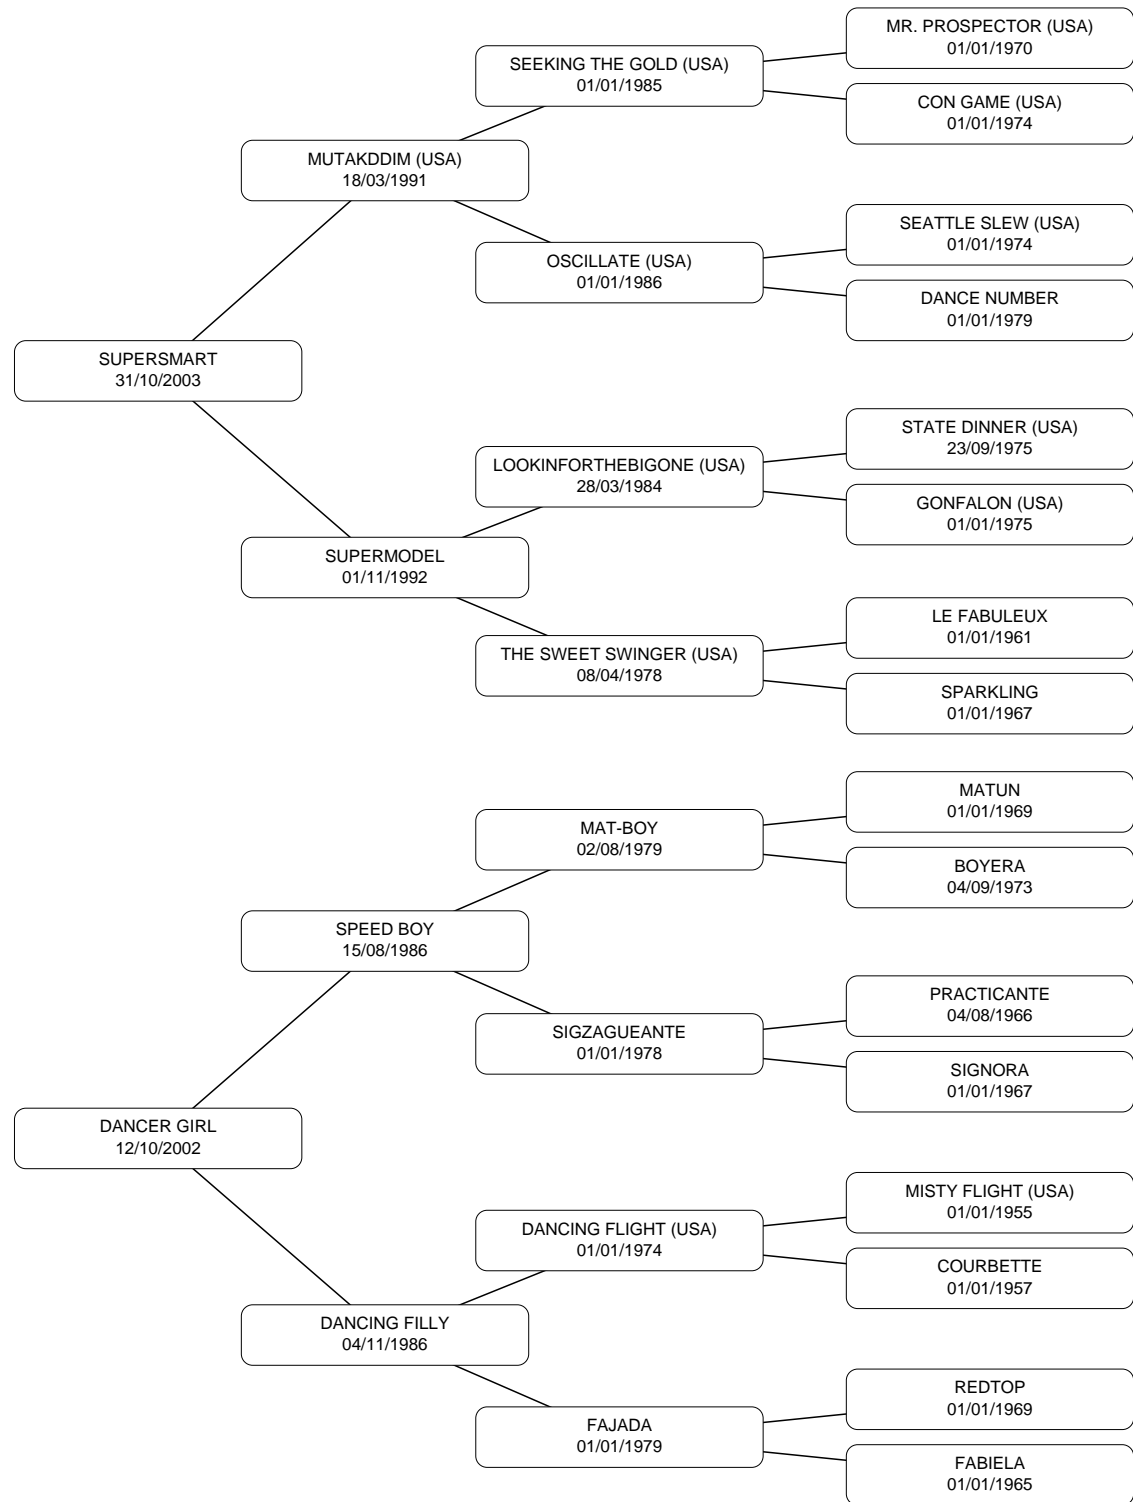 MR. PROSPECTOR (USA)
01/01/1970
SEEKING THE GOLD (USA)
01/01/1985
CON GAME (USA)
01/01/1974
MUTAKDDIM (USA)
18/03/1991
SEATTLE SLEW (USA)
01/01/1974
OSCILLATE (USA)
01/01/1986
DANCE NUMBER
01/01/1979
SUPERSMART
31/10/2003
STATE DINNER (USA)
23/09/1975
LOOKINFORTHEBIGONE (USA)
28/03/1984
GONFALON (USA)
01/01/1975
SUPERMODEL
01/11/1992
LE FABULEUX
01/01/1961
THE SWEET SWINGER (USA)
08/04/1978
SPARKLING
01/01/1967
MATUN
01/01/1969
MAT-BOY
02/08/1979
BOYERA
04/09/1973
SPEED BOY
15/08/1986
PRACTICANTE
04/08/1966
SIGZAGUEANTE
01/01/1978
SIGNORA
01/01/1967
DANCER GIRL
12/10/2002
MISTY FLIGHT (USA)
01/01/1955
DANCING FLIGHT (USA)
01/01/1974
COURBETTE
01/01/1957
DANCING FILLY
04/11/1986
REDTOP
01/01/1969
FAJADA
01/01/1979
FABIELA
01/01/1965